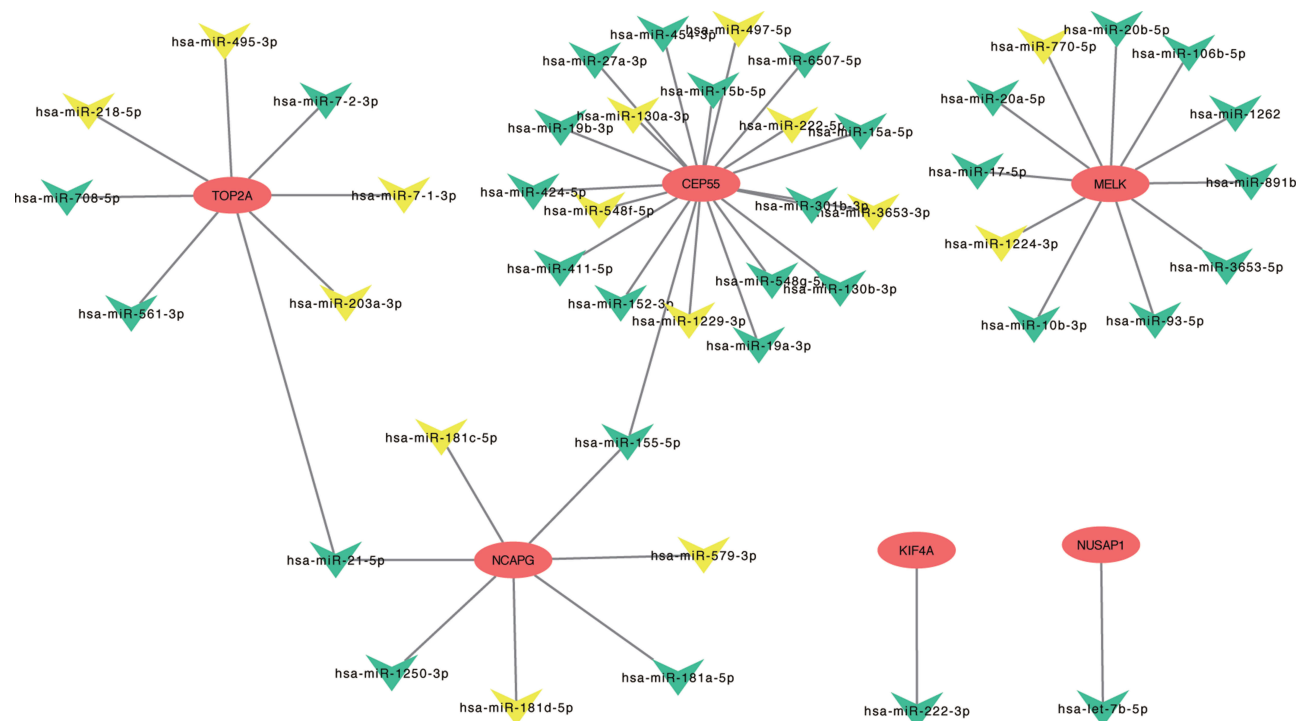 hsa-miR-20b-5p
hsa-miR-497-5p
hsa-miR-454-3p
hsa-miR-495-3p
hsa-miR-770-5p
hsa-miR-106b-5p
hsa-miR-27a-3p
hsa-miR-6507-5p
hsa-miR-15b-5p
hsa-miR-20a-5p
hsa-miR-7-2-3p
hsa-miR-218-5p
hsa-miR-130a-3p
hsa-miR-1262
hsa-miR-222-5p
hsa-miR-19b-3p
hsa-miR-15a-5p
hsa-miR-17-5p
hsa-miR-891b
CEP55
MELK
hsa-miR-424-5p
TOP2A
hsa-miR-7-1-3p
hsa-miR-708-5p
hsa-miR-301b-3p
hsa-miR-548f-5p
hsa-miR-3653-3p
hsa-miR-1224-3p
hsa-miR-411-5p
hsa-miR-3653-5p
hsa-miR-548g-5p
hsa-miR-130b-3p
hsa-miR-203a-3p
hsa-miR-152-3p
hsa-miR-561-3p
hsa-miR-1229-3p
hsa-miR-10b-3p
hsa-miR-93-5p
hsa-miR-19a-3p
hsa-miR-181c-5p
hsa-miR-155-5p
NUSAP1
KIF4A
hsa-miR-579-3p
hsa-miR-21-5p
NCAPG
hsa-miR-1250-3p
hsa-miR-181a-5p
hsa-miR-181d-5p
hsa-miR-222-3p
hsa-let-7b-5p